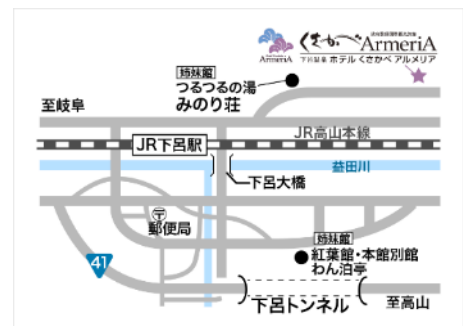 くさかべ ArmeriA
ArmeriA
下呂温泉 ホテル くさかべ アルメリア
姉妹館
つるつるの湯
みのり荘
至岐阜
JR高山本線
JR下呂駅
益田川
下呂大橋
〒
郵便局
姉妹館
紅葉館・本館別館
わん泊亭
41
下呂トンネル
至高山